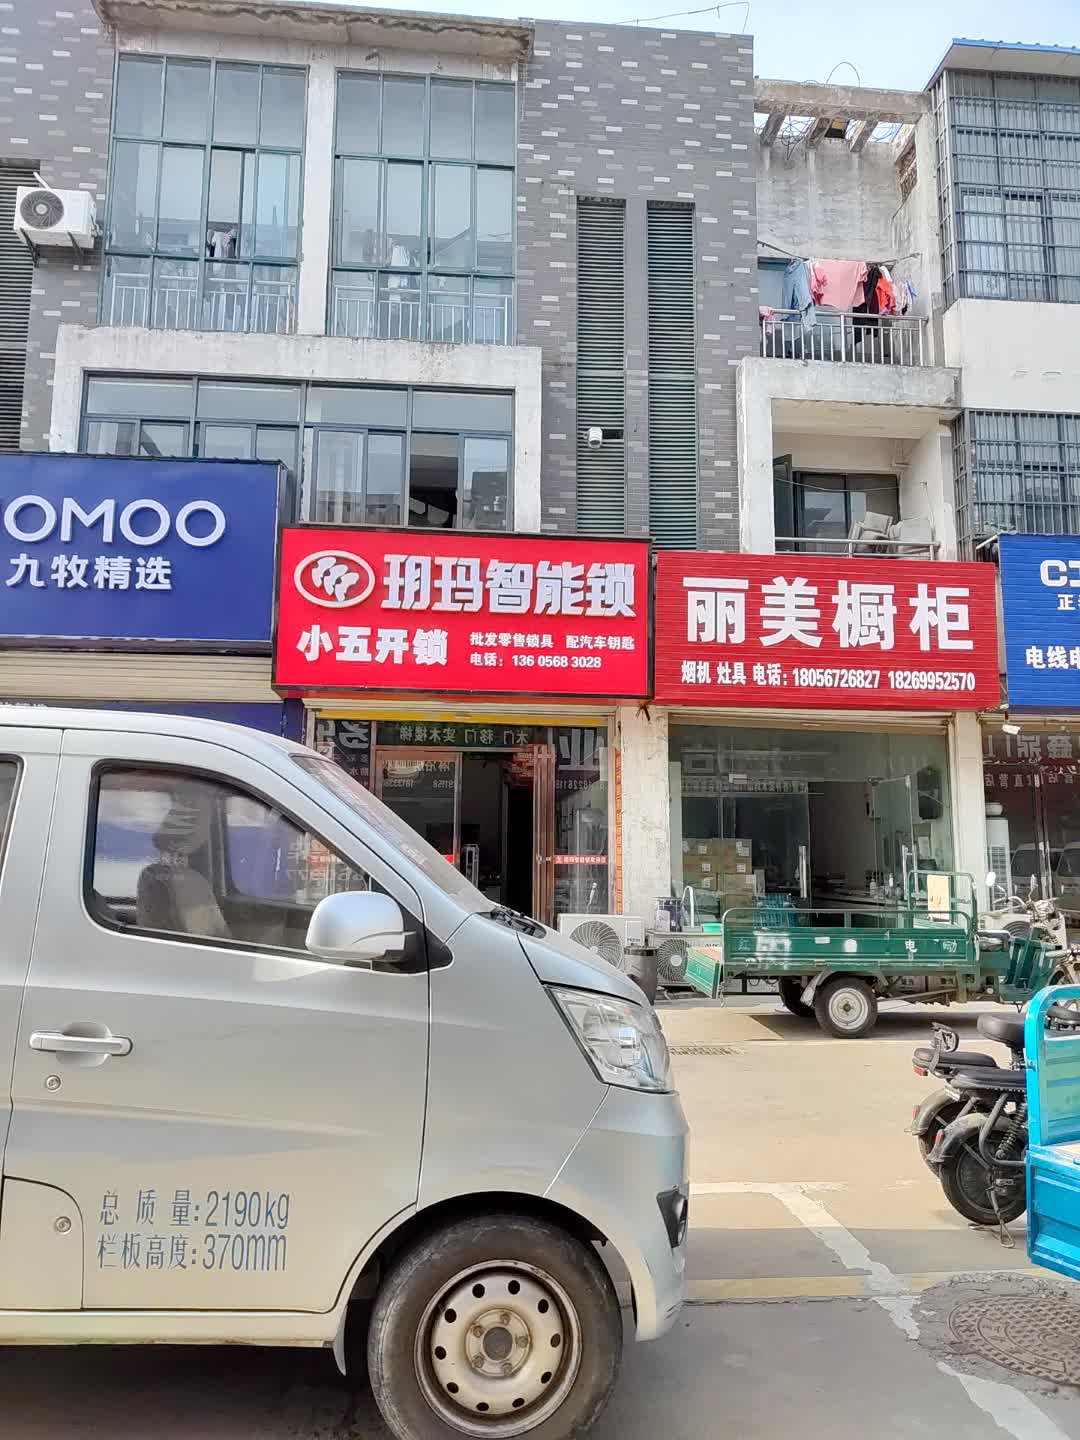 OMOO
九牧精选
玥玛智能锁
小五开锁
批发零售锁具 配汽车钥匙
电话：136 0568 3028
丽美橱柜
烟机 灶具 电话：18056726827 18269952570
电线电
木门·移门·实木楼梯
总质量:2190kg
栏板高度:370mm